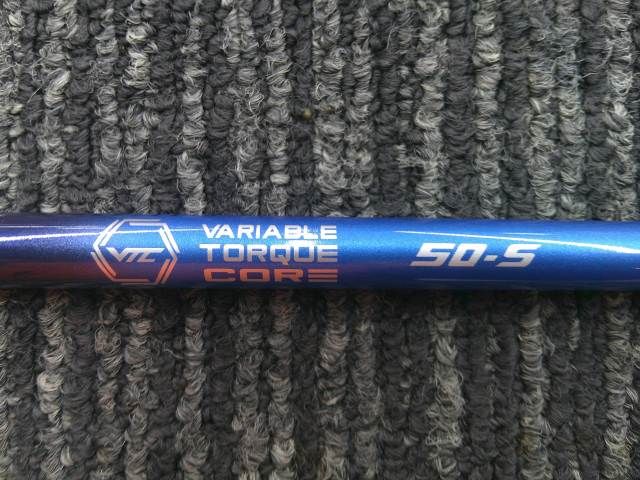 VTC
VARIABLE
TORQUE
CORE
50-S